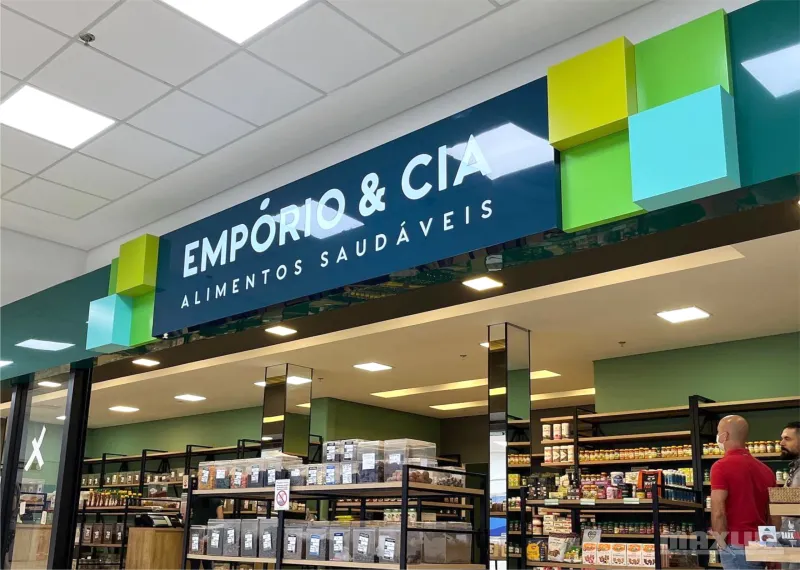 EMPÓRIO & CIA
ALIMENTOS SAUDÁVEIS